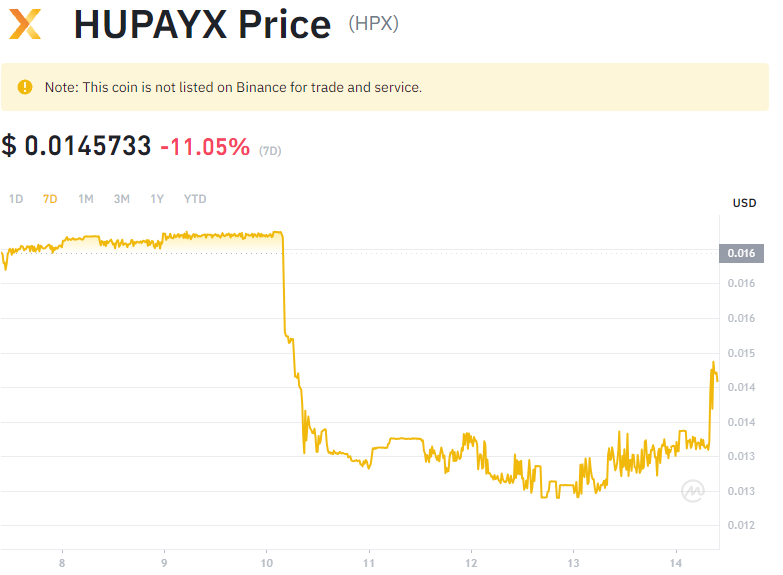 HUPAYX Price (HPX)
Note: This coin is not listed on Binance for trade and service.
$ 0.0145733 -11.05% (7D)
1D 7D 1M 3M 1Y YTD
USD
0.016
0.016
0.016
0.015
0.014
0.014
0.013
0.013
0.012
8 9 10 11 12 13 14